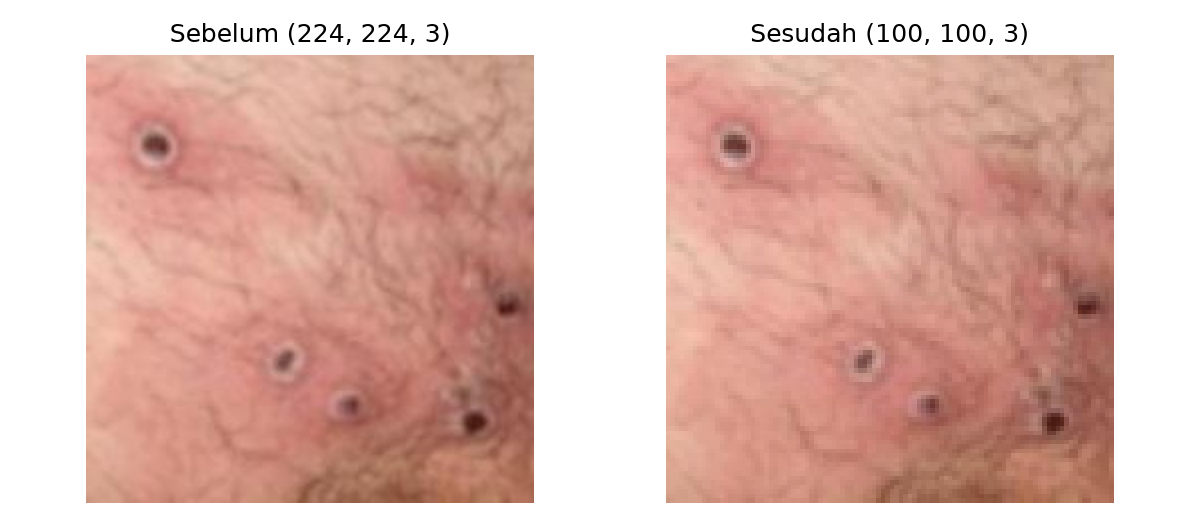 Sebelum (224, 224, 3)
Sesudah (100, 100, 3)